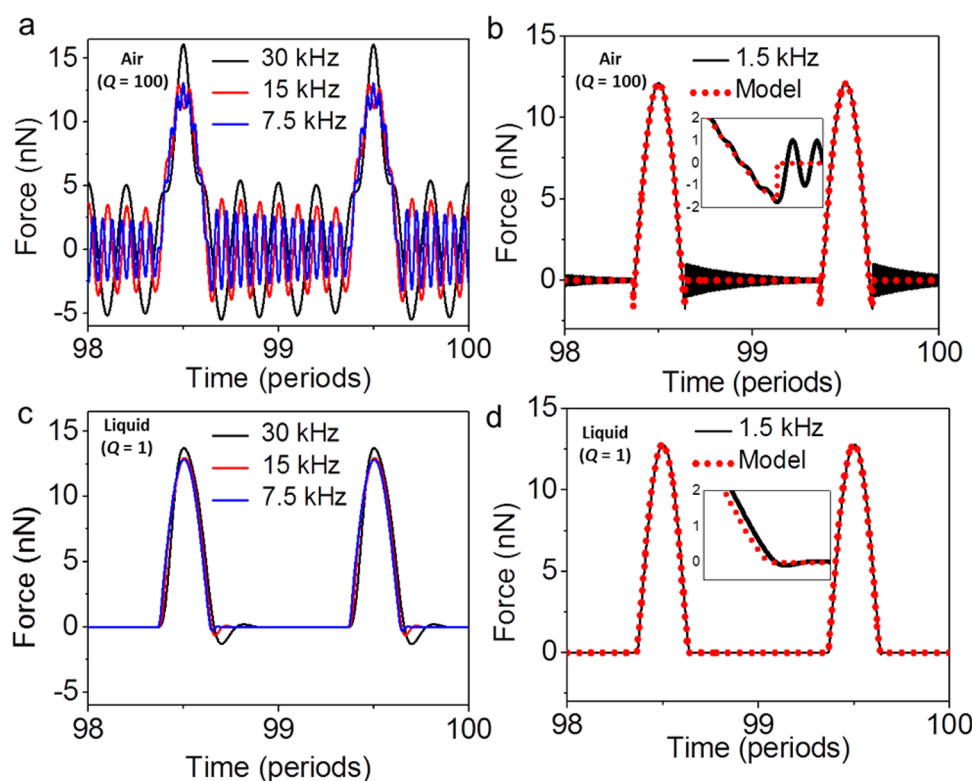 a
Air
(Q = 100)
30 kHz
15 kHz
7.5 kHz
15
10
5
0
-5
Force (nN)
98
99
100
Time (periods)
b
Air
(Q = 100)
1.5 kHz
Model
15
10
5
0
Force (nN)
2
1
0
-1
-2
98
99
100
Time (periods)
c
Liquid
(Q = 1)
30 kHz
15 kHz
7.5 kHz
15
10
5
0
-5
Force (nN)
98
99
100
Time (periods)
d
Liquid
(Q = 1)
1.5 kHz
Model
15
10
5
0
Force (nN)
2
1
0
98
99
100
Time (periods)